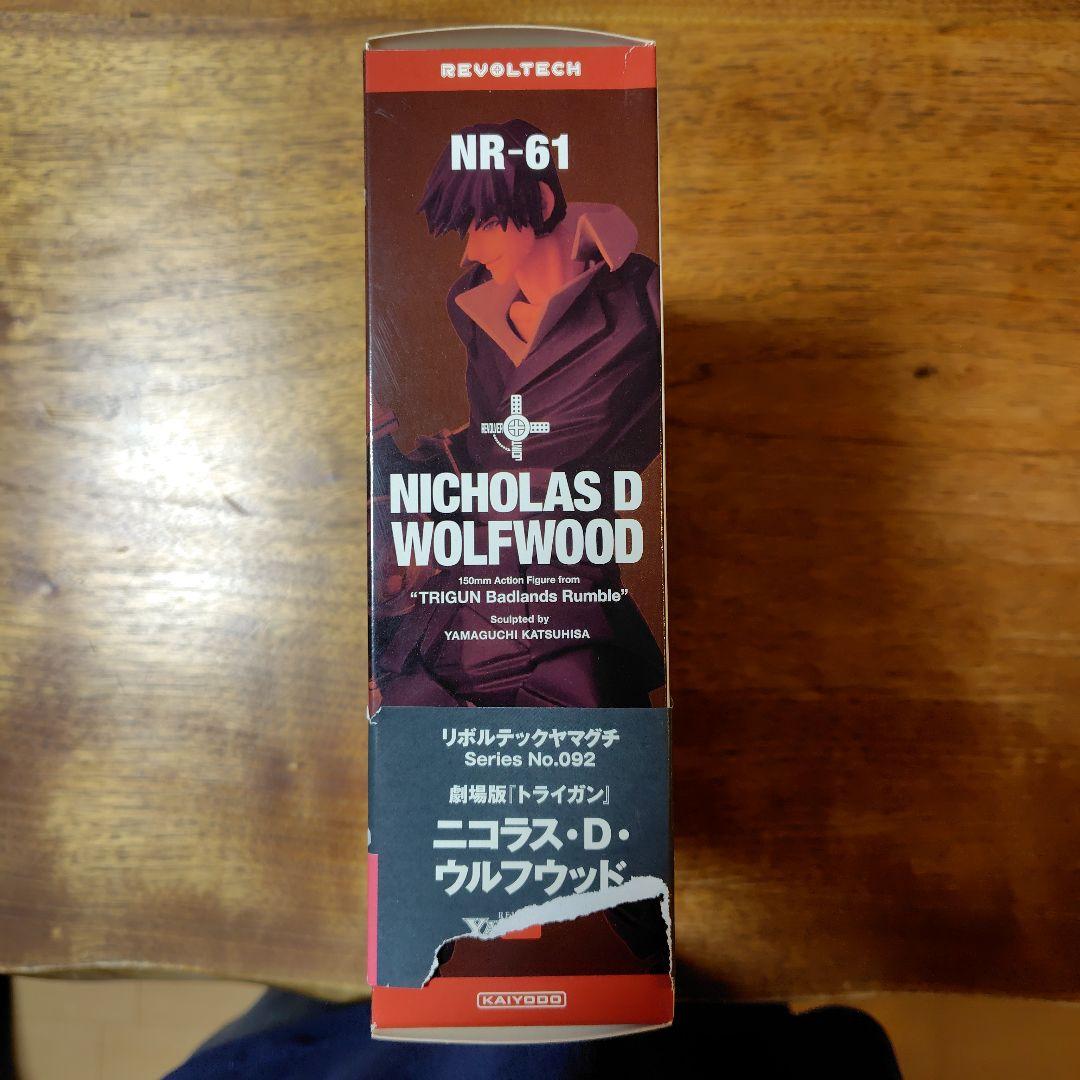 REVOLTECH
NR-61
REVOLVER
JOINT
NICHOLAS D
WOLFWOOD
150mm Action Figure from
“TRIGUN Badlands Rumble”
Sculpted by
YAMAGUCHI KATSUHISA
リボルテックヤマグチ
Series No.092
劇場版『トライガン』
ニコラス・D・
ウルフウッド
KAIYODO